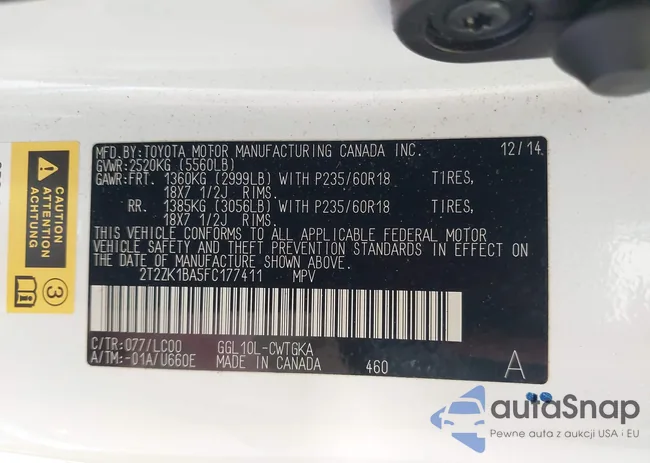 MFD.BY:TOYOTA MOTOR MANUFACTURING CANADA INC. 12/14
GVWR:2520KG (5560LB)
GAWR:FRT. 1360KG (2999LB) WITH P235/60R18 TIRES,
18X7 1/2J RIMS.
RR. 1385KG (3056LB) WITH P235/60R18 TIRES,
18X7 1/2J RIMS.
THIS VEHICLE CONFORMS TO ALL APPLICABLE FEDERAL MOTOR
VEHICLE SAFETY AND THEFT PREVENTION STANDARDS IN EFFECT ON
THE DATE OF MANUFACTURE SHOWN ABOVE.
2T2ZK1BA5FC177411 MPV
C/TR:077/LC00 GGL10L-CWTGKA
A/TM:-01A/U660E MADE IN CANADA 460 A
CAUTION
ATTENTION
ACHTUNG
3
autaSnap
Pewne auta z aukcji USA i EU